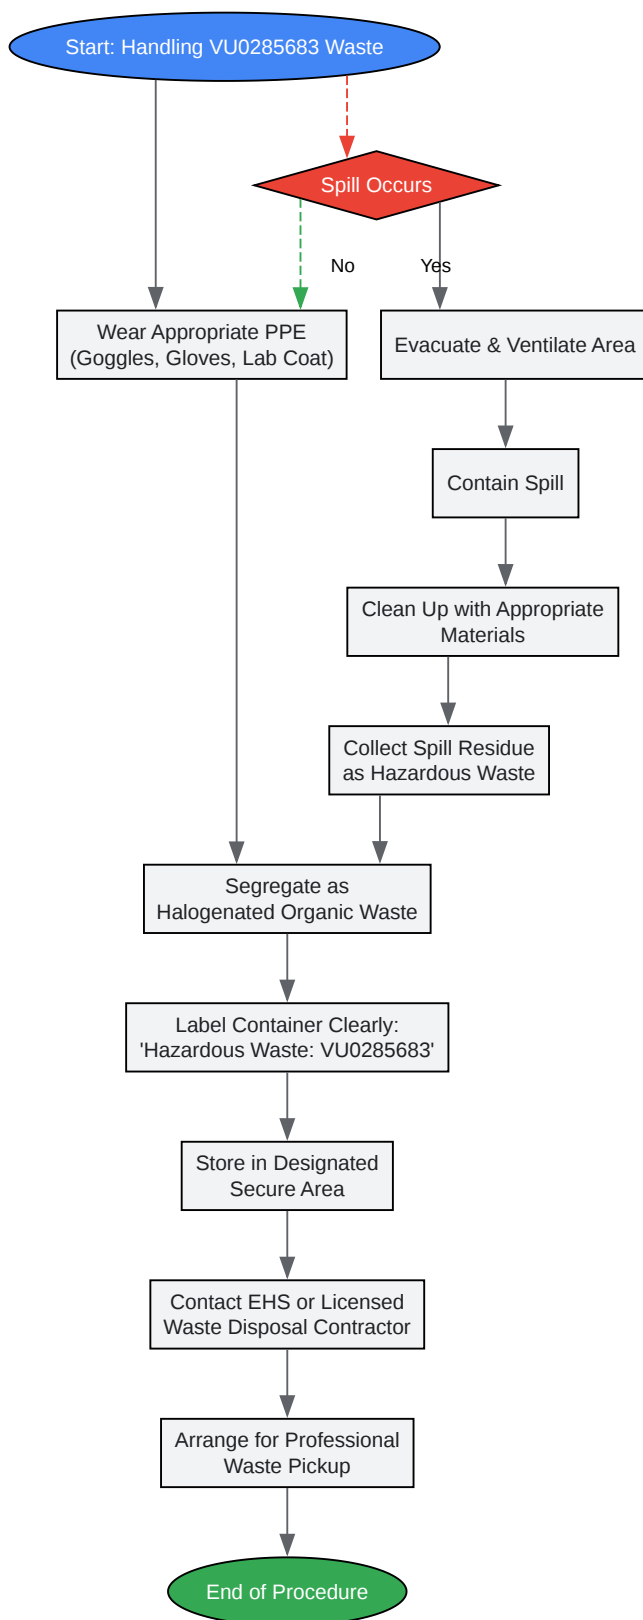 Start: Handling VU0285683 Waste
Spill Occurs
No
Yes
Wear Appropriate PPE
(Goggles, Gloves, Lab Coat)
Evacuate & Ventilate Area
Contain Spill
Clean Up with Appropriate
Materials
Collect Spill Residue
as Hazardous Waste
Segregate as
Halogenated Organic Waste
Label Container Clearly:
'Hazardous Waste: VU0285683'
Store in Designated
Secure Area
Contact EHS or Licensed
Waste Disposal Contractor
Arrange for Professional
Waste Pickup
End of Procedure